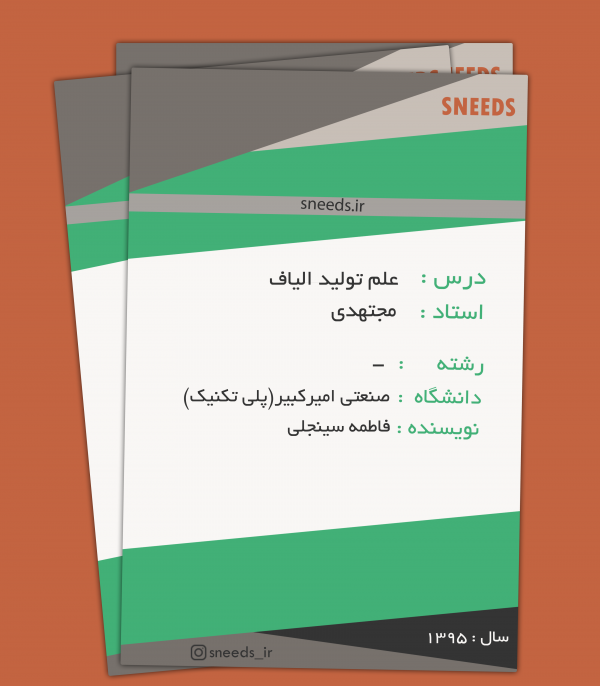 SNEEDS
sneeds.ir
درس : علم تولید الیاف
استاد : مجتهدی
رشته : –
دانشگاه : صنعتی امیرکبیر(پلی تکنیک)
نویسنده : فاطمه سینجلی
سال : ۱۳۹۵
sneeds_ir